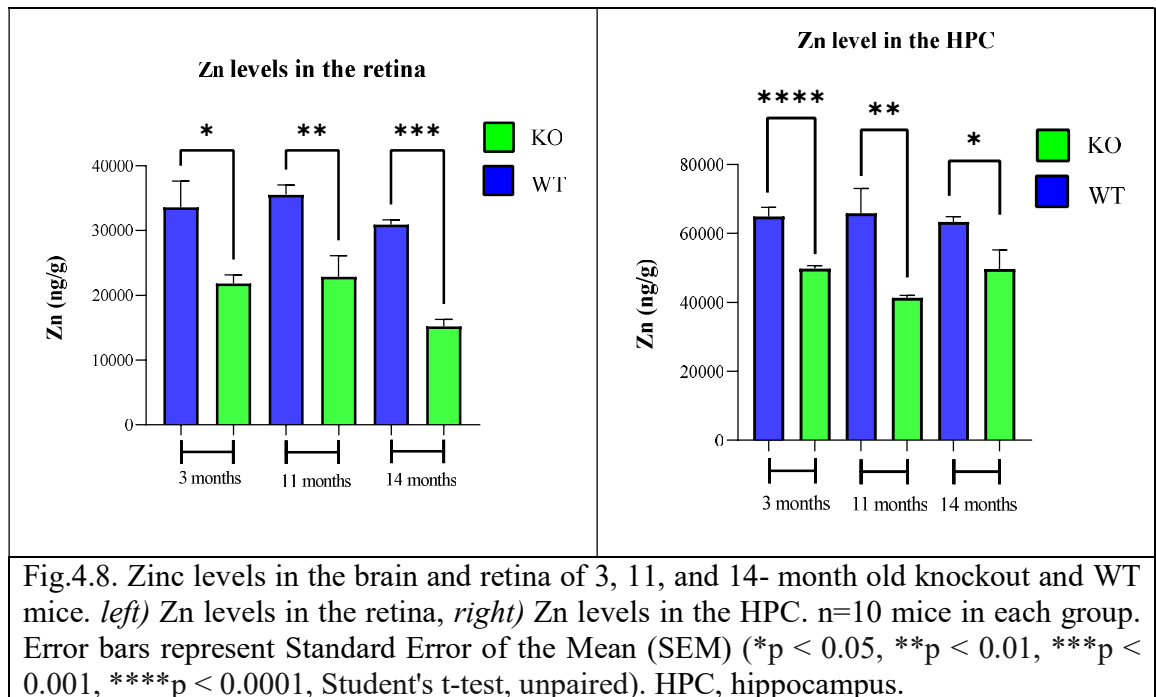 Zn levels in the retina
* ** ***
KO
WT
40000
30000
20000
10000
0
Zn (ng/g)
3 months 11 months 14 months
Zn level in the HPC
**** ** *
KO
WT
80000
60000
40000
20000
0
Zn (ng/g)
3 months 11 months 14 months
Fig.4.8. Zinc levels in the brain and retina of 3, 11, and 14- month old knockout and WT
mice. left) Zn levels in the retina, right) Zn levels in the HPC. n=10 mice in each group.
Error bars represent Standard Error of the Mean (SEM) (*p < 0.05, **p < 0.01, ***p <
0.001, ****p < 0.0001, Student's t-test, unpaired). HPC, hippocampus.